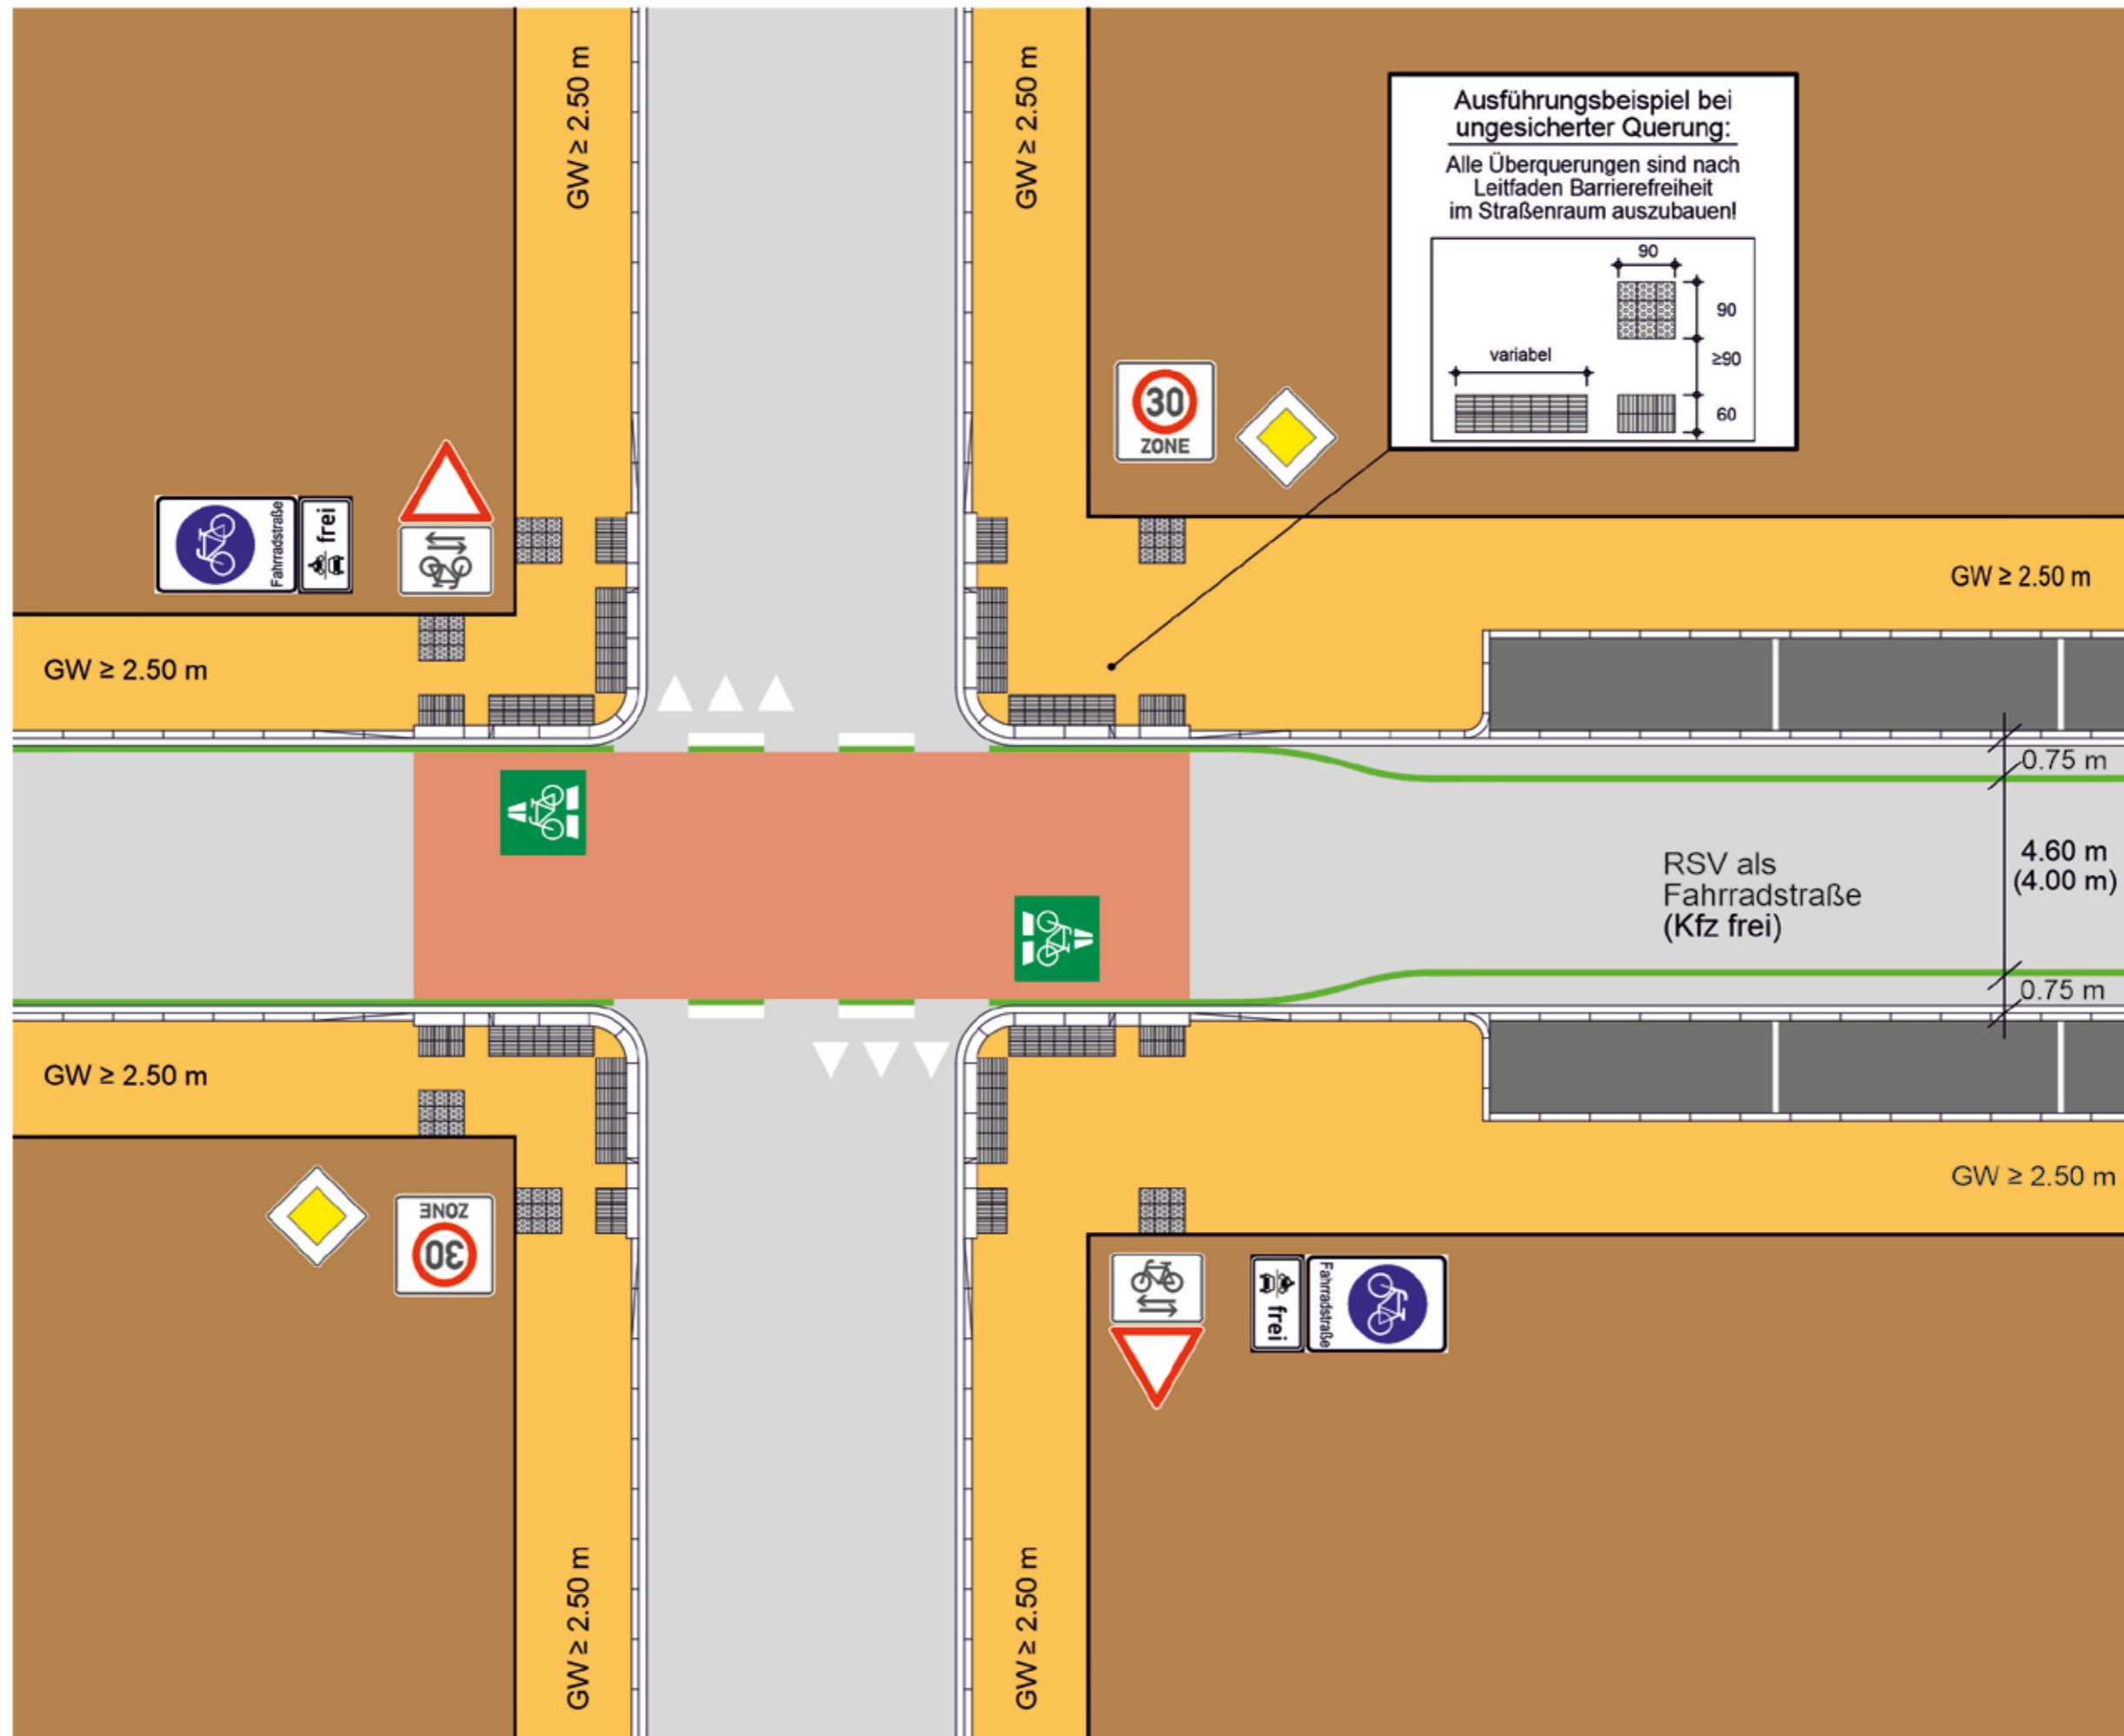 GW ≥ 2.50 m
GW ≥ 2.50 m
Ausführungsbeispiel bei
ungesicherter Querung:
Alle Überquerungen sind nach
Leitfaden Barrierefreiheit
im Straßenraum auszubauen!
90
90
≥90
60
variabel
30
ZONE
Fahrradstraße
frei
GW ≥ 2.50 m
GW ≥ 2.50 m
0.75 m
RSV als
Fahrradstraße
(Kfz frei)
4.60 m
(4.00 m)
0.75 m
GW ≥ 2.50 m
GW ≥ 2.50 m
ZONE
30
frei
Fahrradstraße
GW ≥ 2.50 m
GW ≥ 2.50 m